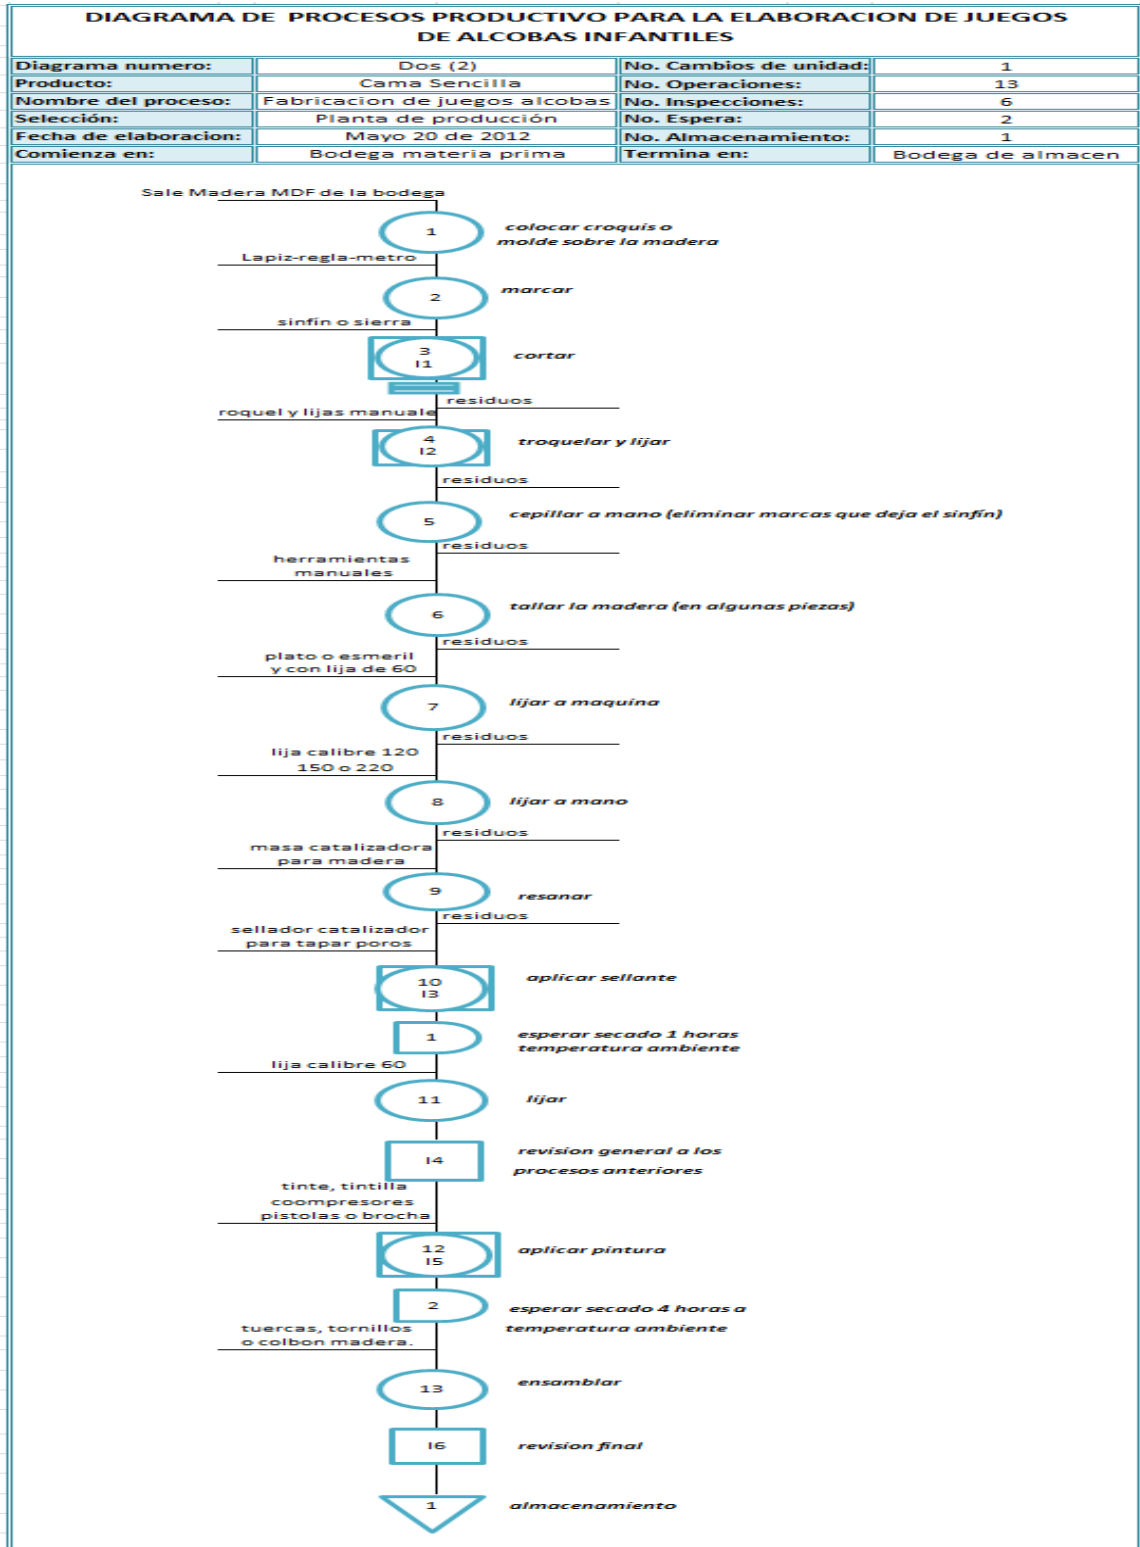 DIAGRAMA DE PROCESOS PRODUCTIVO PARA LA ELABORACION DE JUEGOS
DE ALCOBAS INFANTILES
Diagrama numero: Dos (2) No. Cambios de unidad: 1
Producto: Cama Sencilla No. Operaciones: 13
Nombre del proceso: Fabricacion de juegos alcobas No. Inspecciones: 6
Selección: Planta de producción No. Espera: 2
Fecha de elaboracion: Mayo 20 de 2012 No. Almacenamiento: 1
Comienza en: Bodega materia prima Termina en: Bodega de almacen
Sale Madera MDF de la bodega
1
colocar croquis o
molde sobre la madera
Lapiz-regla-metro
2
marcar
sinfín o sierra
3
I1
cortar
residuos
roquel y lijas manuale
4
I2
troquelar y lijar
residuos
5
cepillar a mano (eliminar marcas que deja el sinfín)
residuos
herramientas
manuales
6
tallar la madera (en algunas piezas)
residuos
plato o esmeril
y con lija de 60
7
lijar a maquina
residuos
lija calibre 120
150 o 220
8
lijar a mano
residuos
masa catalizadora
para madera
9
resanar
residuos
sellador catalizador
para tapar poros
10
I3
aplicar sellante
1
esperar secado 1 horas
temperatura ambiente
lija calibre 60
11
lijar
I4
revision general a los
procesos anteriores
tinte, tintilla
coompresores
pistolas o brocha
12
I5
aplicar pintura
2
esperar secado 4 horas a
temperatura ambiente
tuercas, tornillos
o colbon madera.
13
ensamblar
I6
revision final
1
almacenamiento